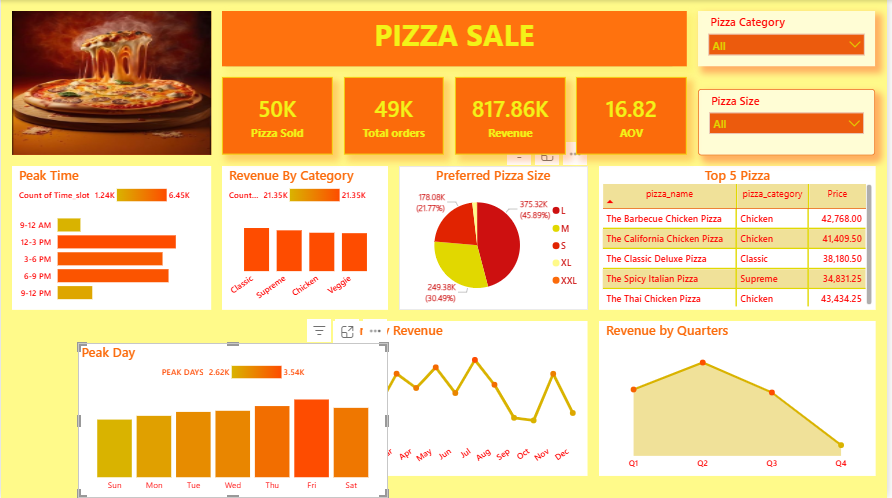 PIZZA SALE
Pizza Category
All
50K
Pizza Sold
49K
Total orders
817.86K
Revenue
16.82
AOV
Pizza Size
All
Peak Time
Count of Time slot 1.24K 6.45K
9-12 AM
12-3 PM
3-6 PM
6-9 PM
9-12 PM
Revenue By Category
Count... 21.35K 21.35K
Classic
Supreme
Chicken
Veggie
Preferred Pizza Size
178.08K
(21.77%)
375.32K
(45.89%)
249.38K
(30.49%)
L
M
S
XL
XXL
Top 5 Pizza
pizza_name pizza_category Price
The Barbecue Chicken Pizza Chicken 42,768.00
The California Chicken Pizza Chicken 41,409.50
The Classic Deluxe Pizza Classic 38,180.50
The Spicy Italian Pizza Supreme 34,831.25
The Thai Chicken Pizza Chicken 43,434.25
Peak Day
PEAK DAYS 2.62K 3.54K
Sun Mon Tue Wed Thu Fri Sat
Revenue
Apr May Jun Jul Aug Sep Oct Nov Dec
Revenue by Quarters
Q1 Q2 Q3 Q4